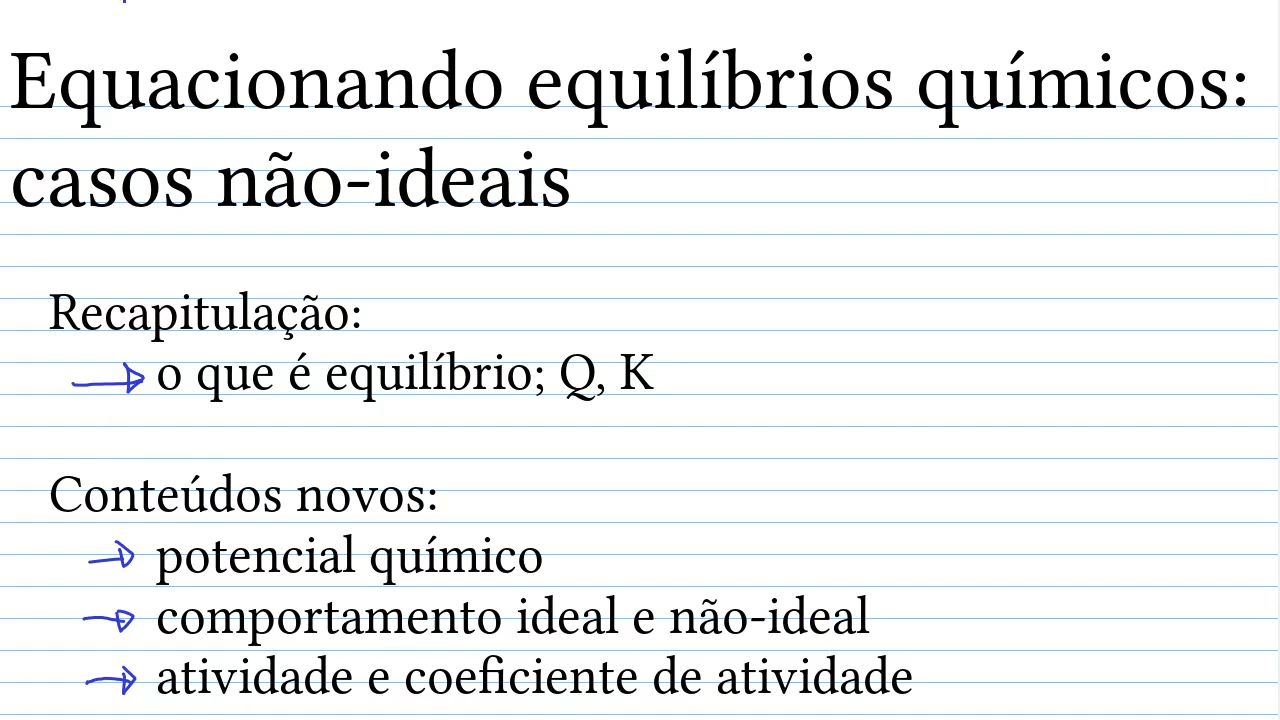 Equacionando equilíbrios químicos:
casos não-ideais
Recapitulação:
o que é equilíbrio; Q, K
Conteúdos novos:
potencial químico
comportamento ideal e não-ideal
atividade e coeficiente de atividade